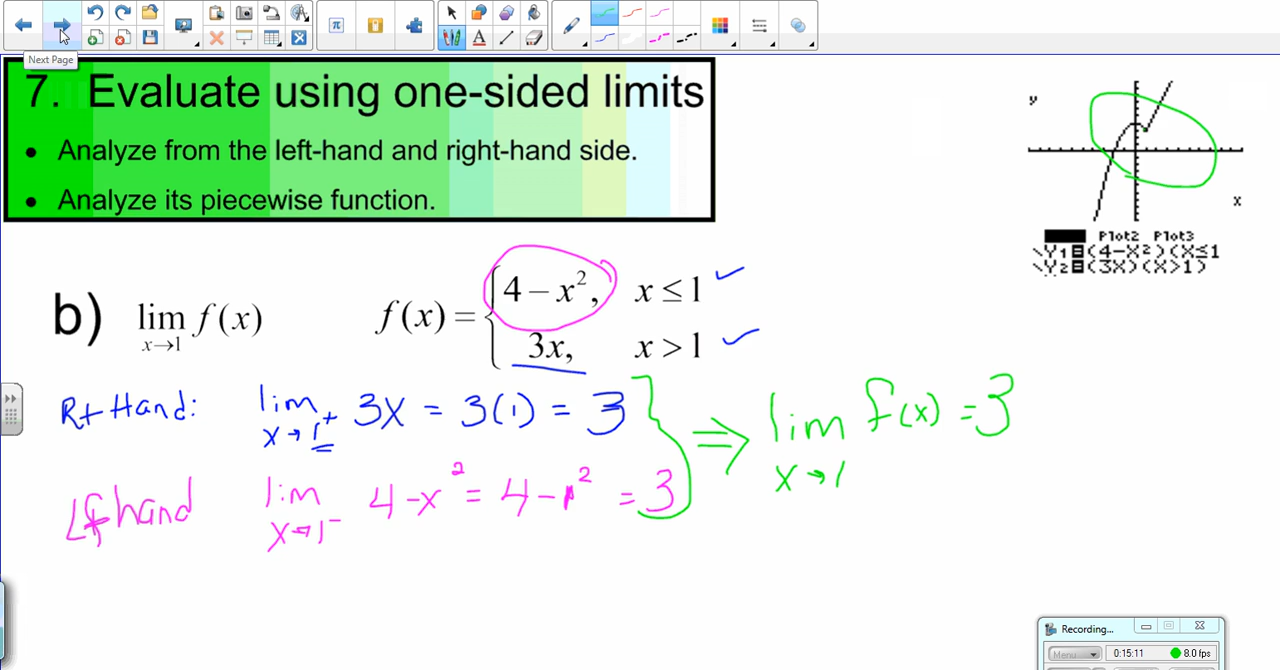 Next Page
7. Evaluate using one-sided limits
• Analyze from the left-hand and right-hand side.
• Analyze its piecewise function.
y
x
Plot2 Plot3
\Y1=(4-X²)(X≤1
\Y2=(3X)(X>1)
b) lim x→1 f(x) f(x) = { 4 − x², x ≤ 1 ✓
3x, x > 1 ✓
Rt Hand: lim x→1⁺ 3x = 3(1) = 3
Lft hand lim x→1⁻ 4-x² = 4-1² = 3
⇒ lim x→1 f(x) = 3
Recording...
Menu 0:15:11 8.0 fps